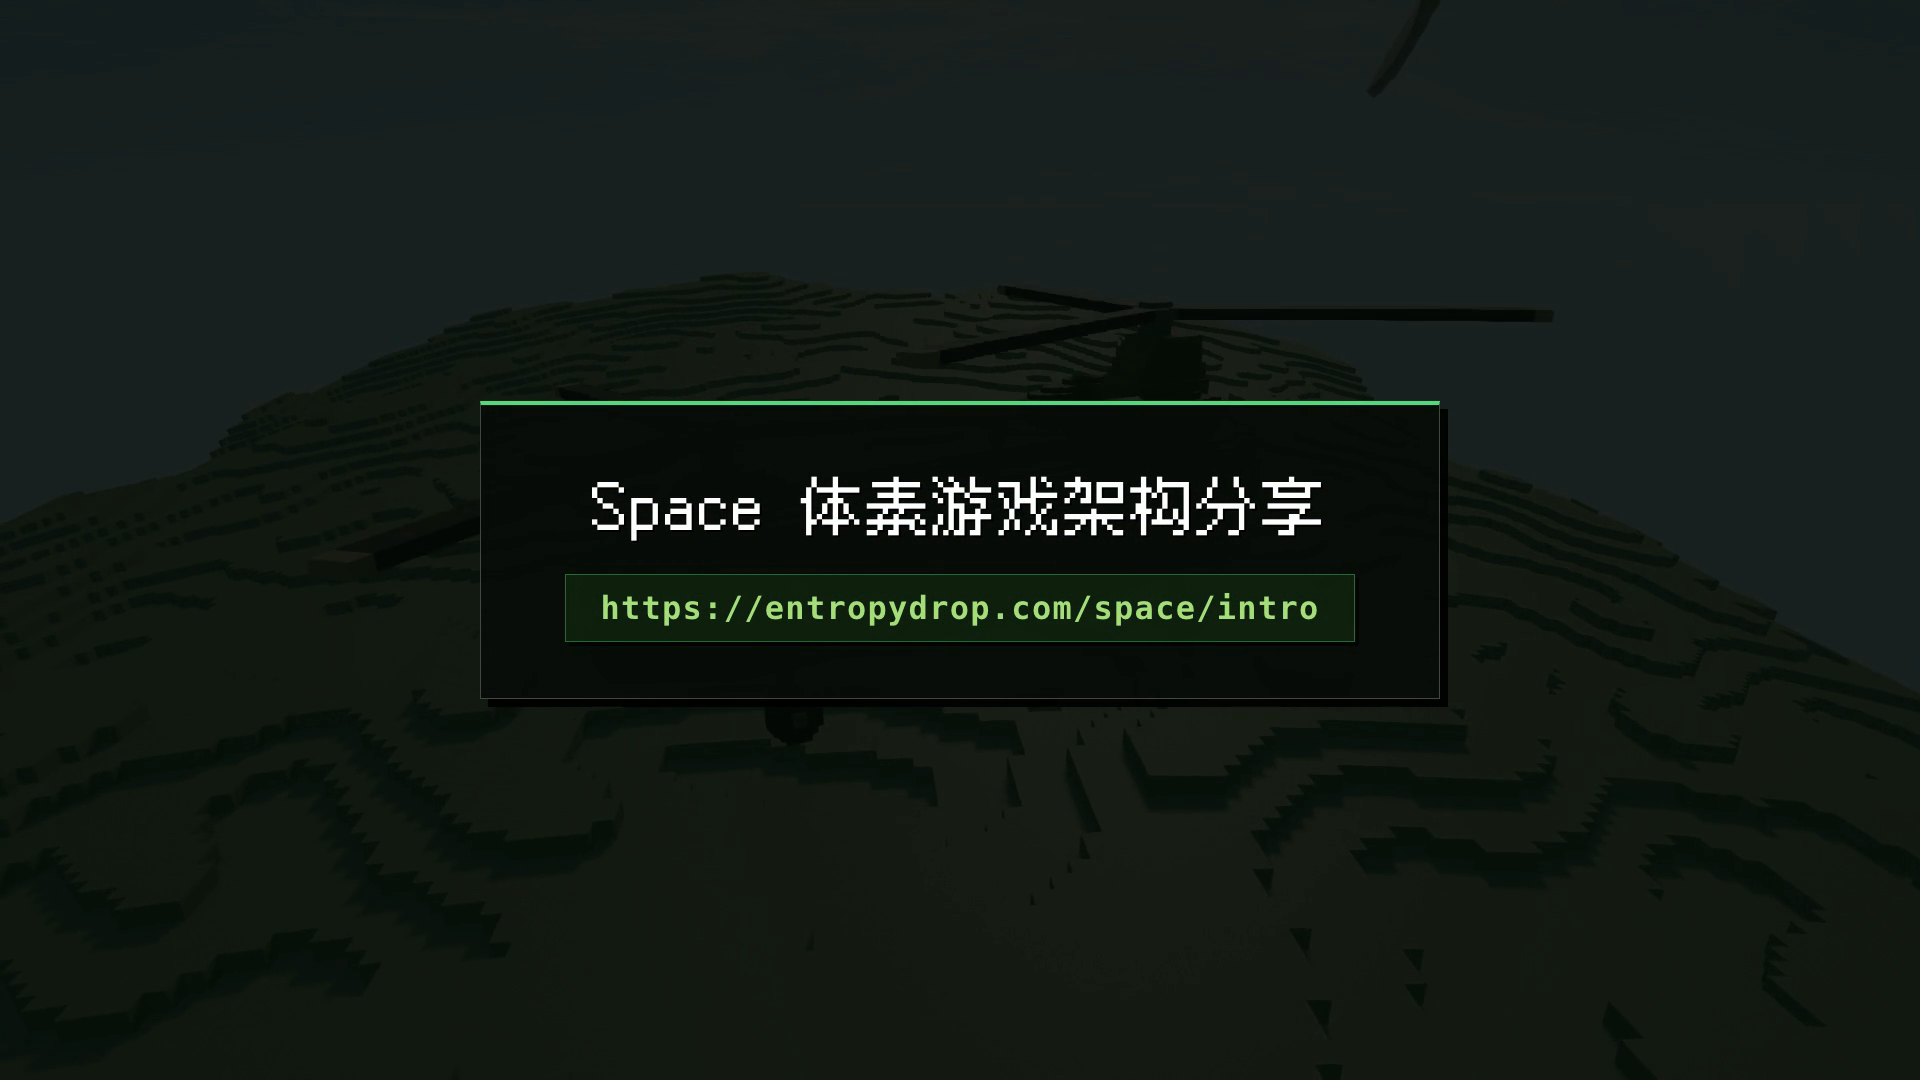 Space 体素游戏架构分享
https://entropydrop.com/space/intro